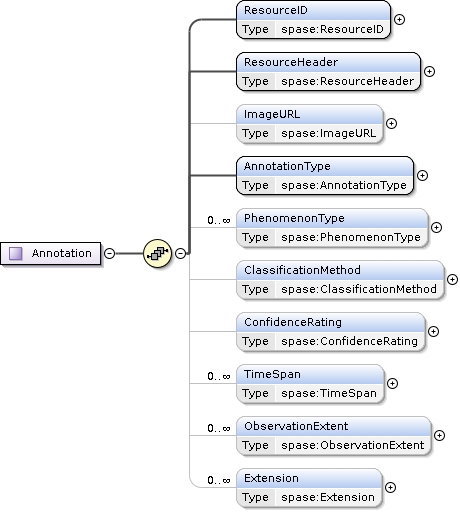 ResourceID
Type spase:ResourceID
ResourceHeader
Type spase:ResourceHeader
ImageURL
Type spase:ImageURL
AnnotationType
Type spase:AnnotationType
0..∞ PhenomenonType
Type spase:PhenomenonType
Annotation
ClassificationMethod
Type spase:ClassificationMethod
ConfidenceRating
Type spase:ConfidenceRating
0..∞ TimeSpan
Type spase:TimeSpan
0..∞ ObservationExtent
Type spase:ObservationExtent
0..∞ Extension
Type spase:Extension